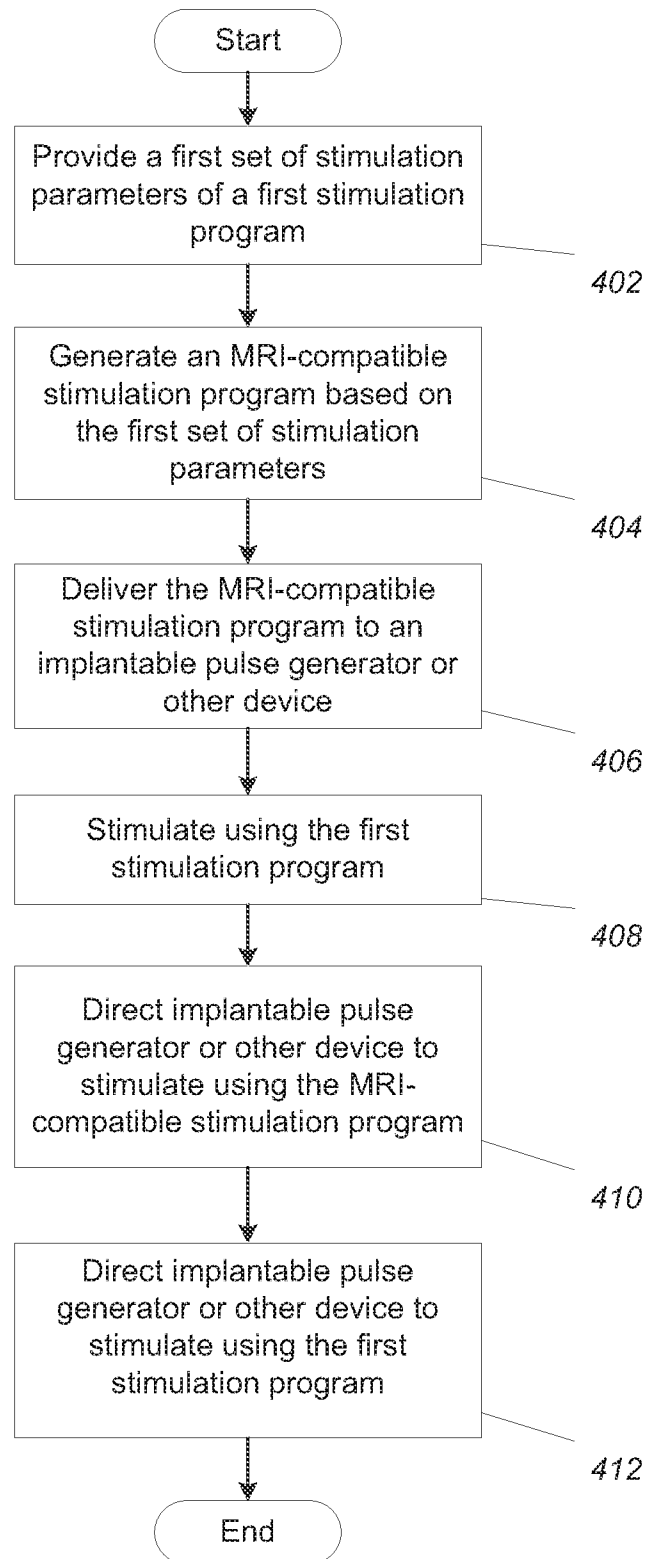 Start
Provide a first set of stimulation
parameters of a first stimulation
program
402
Generate an MRI-compatible
stimulation program based on
the first set of stimulation
parameters
404
Deliver the MRI-compatible
stimulation program to an
implantable pulse generator or
other device
406
Stimulate using the first
stimulation program
408
Direct implantable pulse
generator or other device to
stimulate using the MRI-
compatible stimulation program
410
Direct implantable pulse
generator or other device to
stimulate using the first
stimulation program
412
End